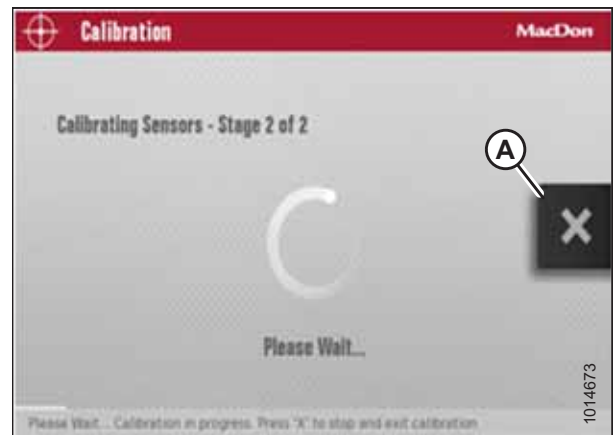 Calibration
MacDon
Calibrating Sensors - Stage 2 of 2
A
X
Please Wait...
1014673
Please Wait... Calibration in progress. Press "X" to stop and exit calibration